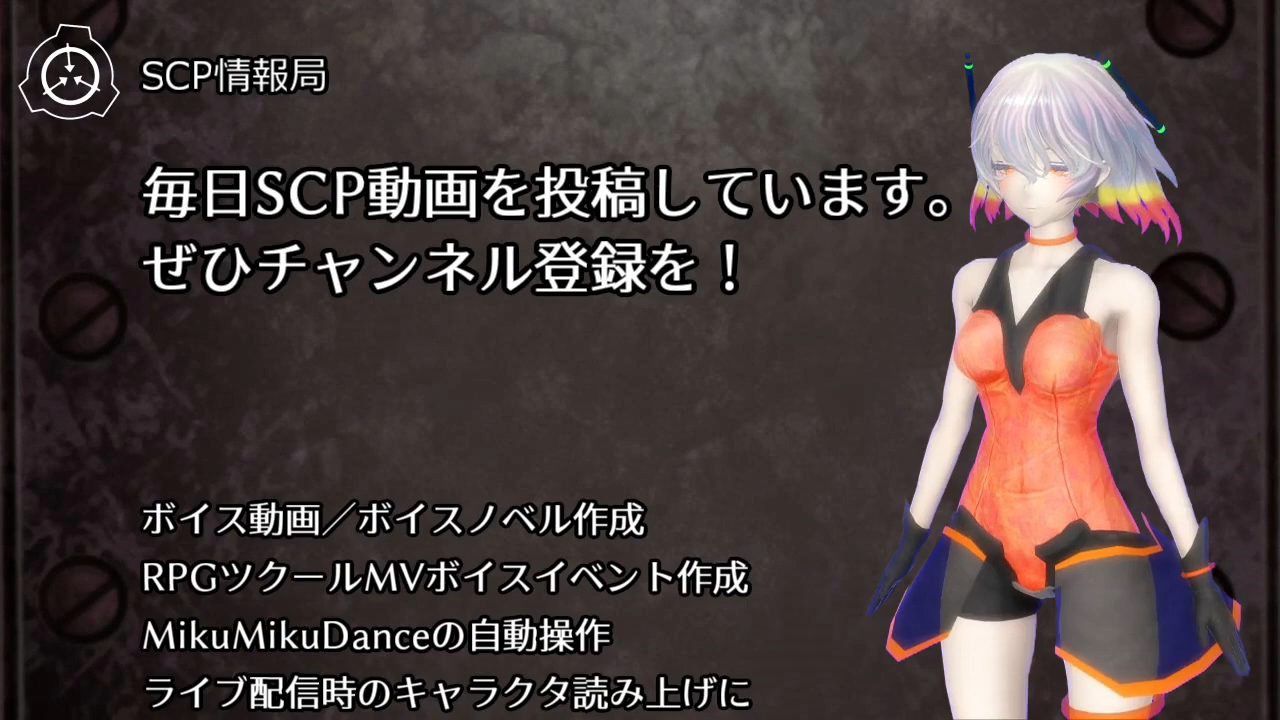 SCP情報局
毎日SCP動画を投稿しています。
ぜひチャンネル登録を！
ボイス動画／ボイスノベル作成
RPGツクールMVボイスイベント作成
MikuMikuDanceの自動操作
ライブ配信時のキャラクタ読み上げに